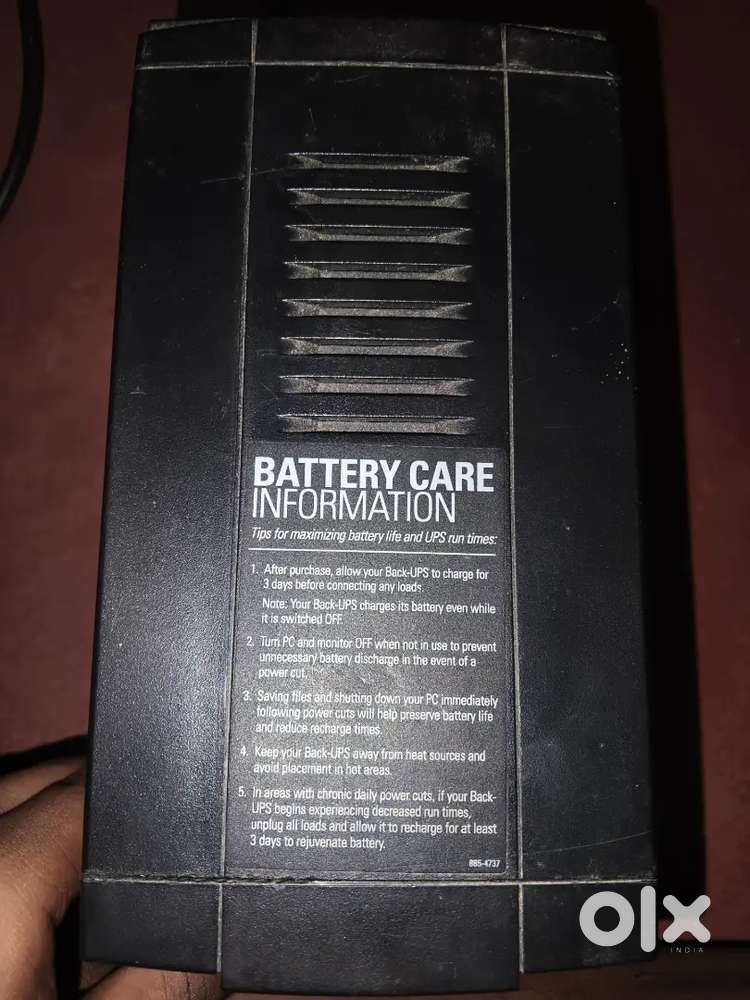 BATTERY CARE
INFORMATION
Tips for maximizing battery life and UPS run times:
1. After purchase, allow your Back-UPS to charge for
3 days before connecting any loads.
Note: Your Back-UPS charges its battery even while
it is switched OFF.
2. Turn PC and monitor OFF when not in use to prevent
unnecessary battery discharge in the event of a
power cut.
3. Saving files and shutting down your PC immediately
following power cuts will help preserve battery life
and reduce recharge times.
4. Keep your Back-UPS away from heat sources and
avoid placement in hot areas.
5. In areas with chronic daily power cuts, if your Back-
UPS begins experiencing decreased run times,
unplug all loads and allow it to recharge for at least
3 days to rejuvenate battery.
885-4737
olx
INDIA